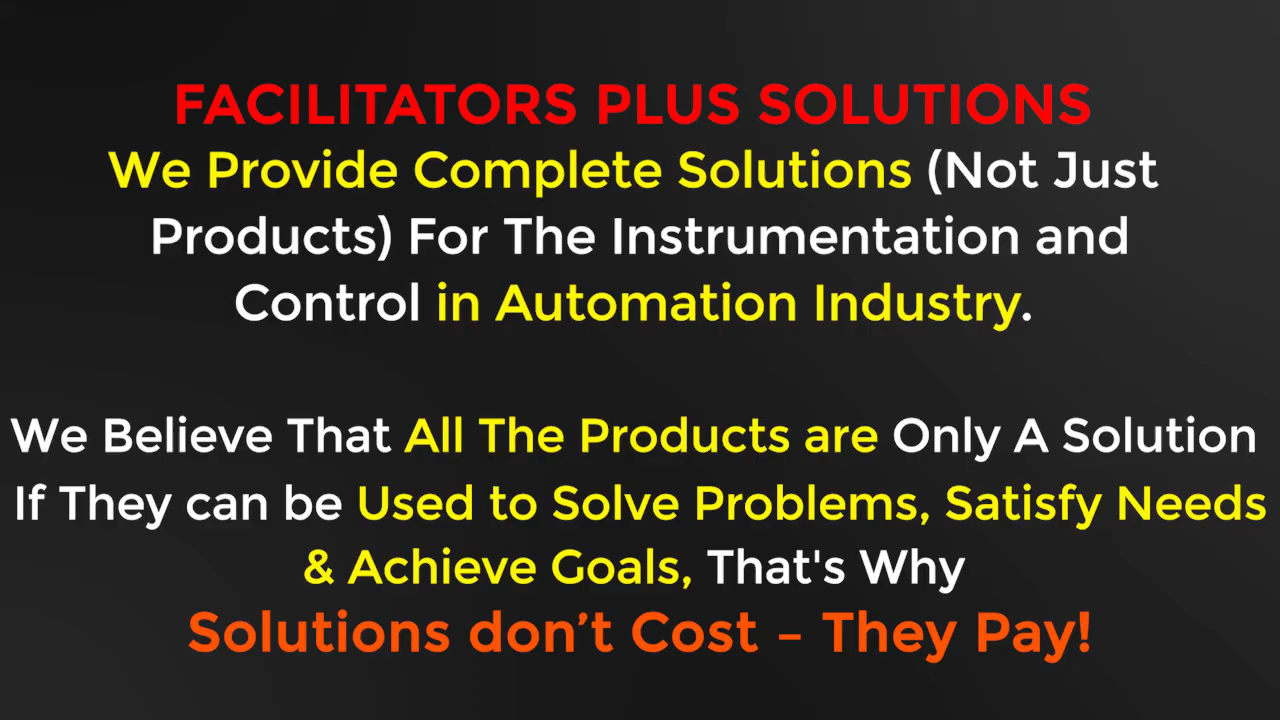 FACILITATORS PLUS SOLUTIONS
We Provide Complete Solutions (Not Just
Products) For The Instrumentation and
Control in Automation Industry.
We Believe That All The Products are Only A Solution
If They can be Used to Solve Problems, Satisfy Needs
& Achieve Goals, That's Why
Solutions don’t Cost – They Pay!